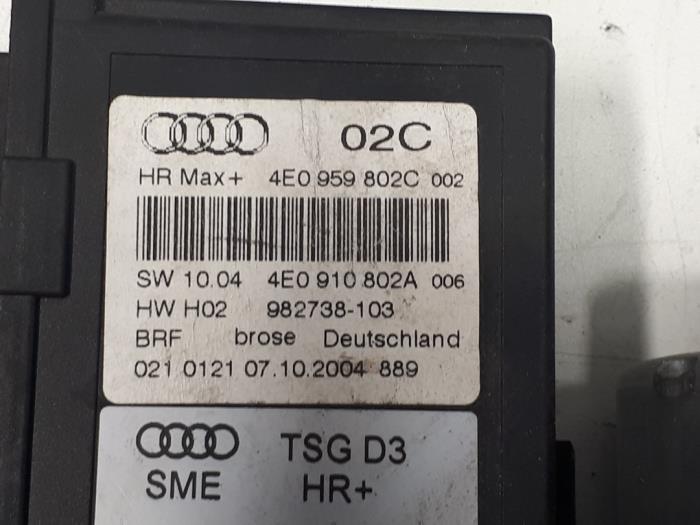 02C
HR Max+ 4E0 959 802C 002
SW 10.04 4E0 910 802A 006
HW H02 982738-103
BRF brose Deutschland
021 0121 07.10.2004 889
TSG D3
SME HR+